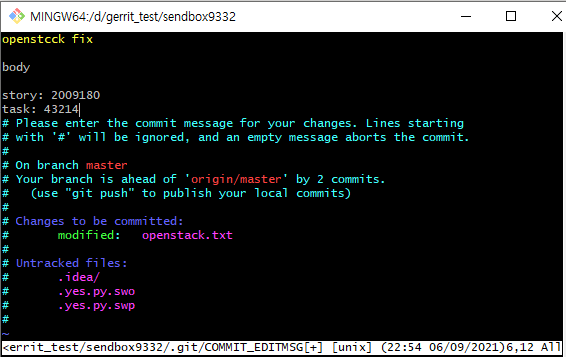 MINGW64:/d/gerrit_test/sendbox9332
openstcck fix
body
story: 2009180
task: 43214
# Please enter the commit message for your changes. Lines starting
# with '#' will be ignored, and an empty message aborts the commit.
#
# On branch master
# Your branch is ahead of 'origin/master' by 2 commits.
#   (use "git push" to publish your local commits)
#
# Changes to be committed:
#       modified:   openstack.txt
#
# Untracked files:
#       .idea/
#       .yes.py.swo
#       .yes.py.swp
#
~
<errit_test/sendbox9332/.git/COMMIT_EDITMSG[+] [unix] (22:54 06/09/2021)6,12 All